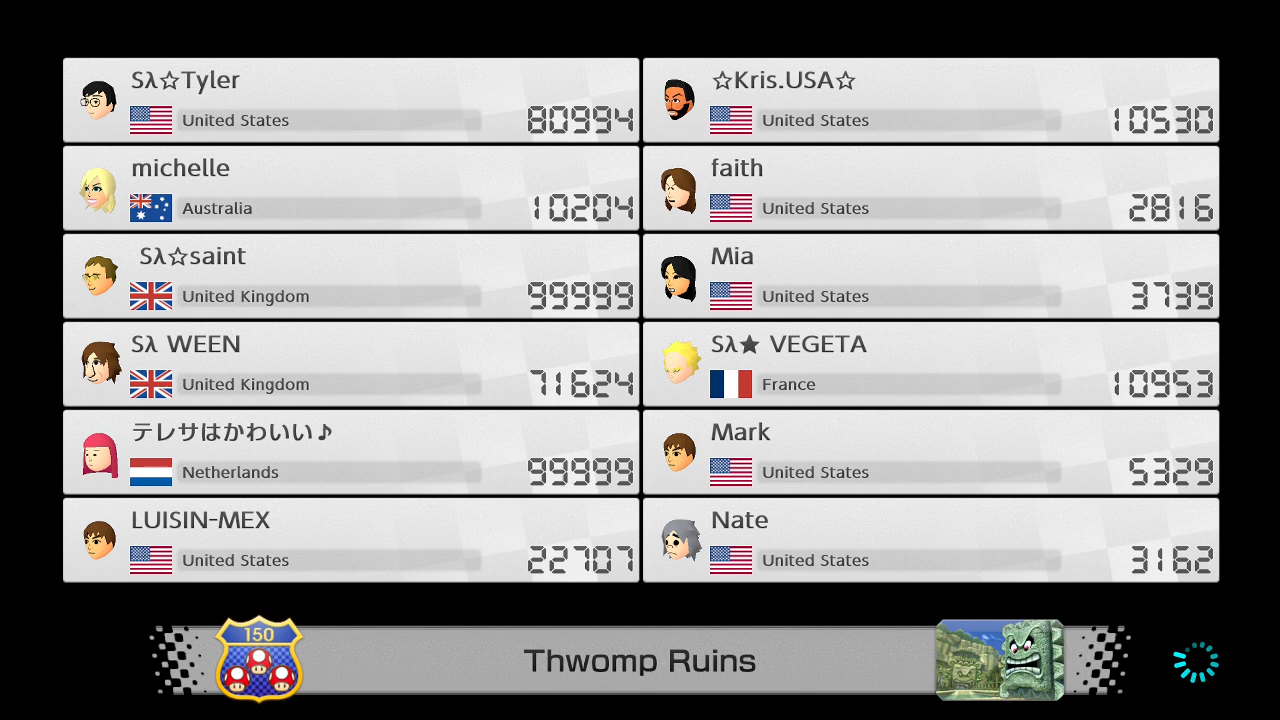 Sλ☆Tyler
United States 80994
michelle
Australia 10204
Sλ☆saint
United Kingdom 99999
Sλ WEEN
United Kingdom 71624
テレサはかわいい♪
Netherlands 99999
LUISIN-MEX
United States 22707
☆Kris.USA☆
United States 10530
faith
United States 2816
Mia
United States 3739
Sλ★ VEGETA
France 10953
Mark
United States 5329
Nate
United States 3162
150
Thwomp Ruins